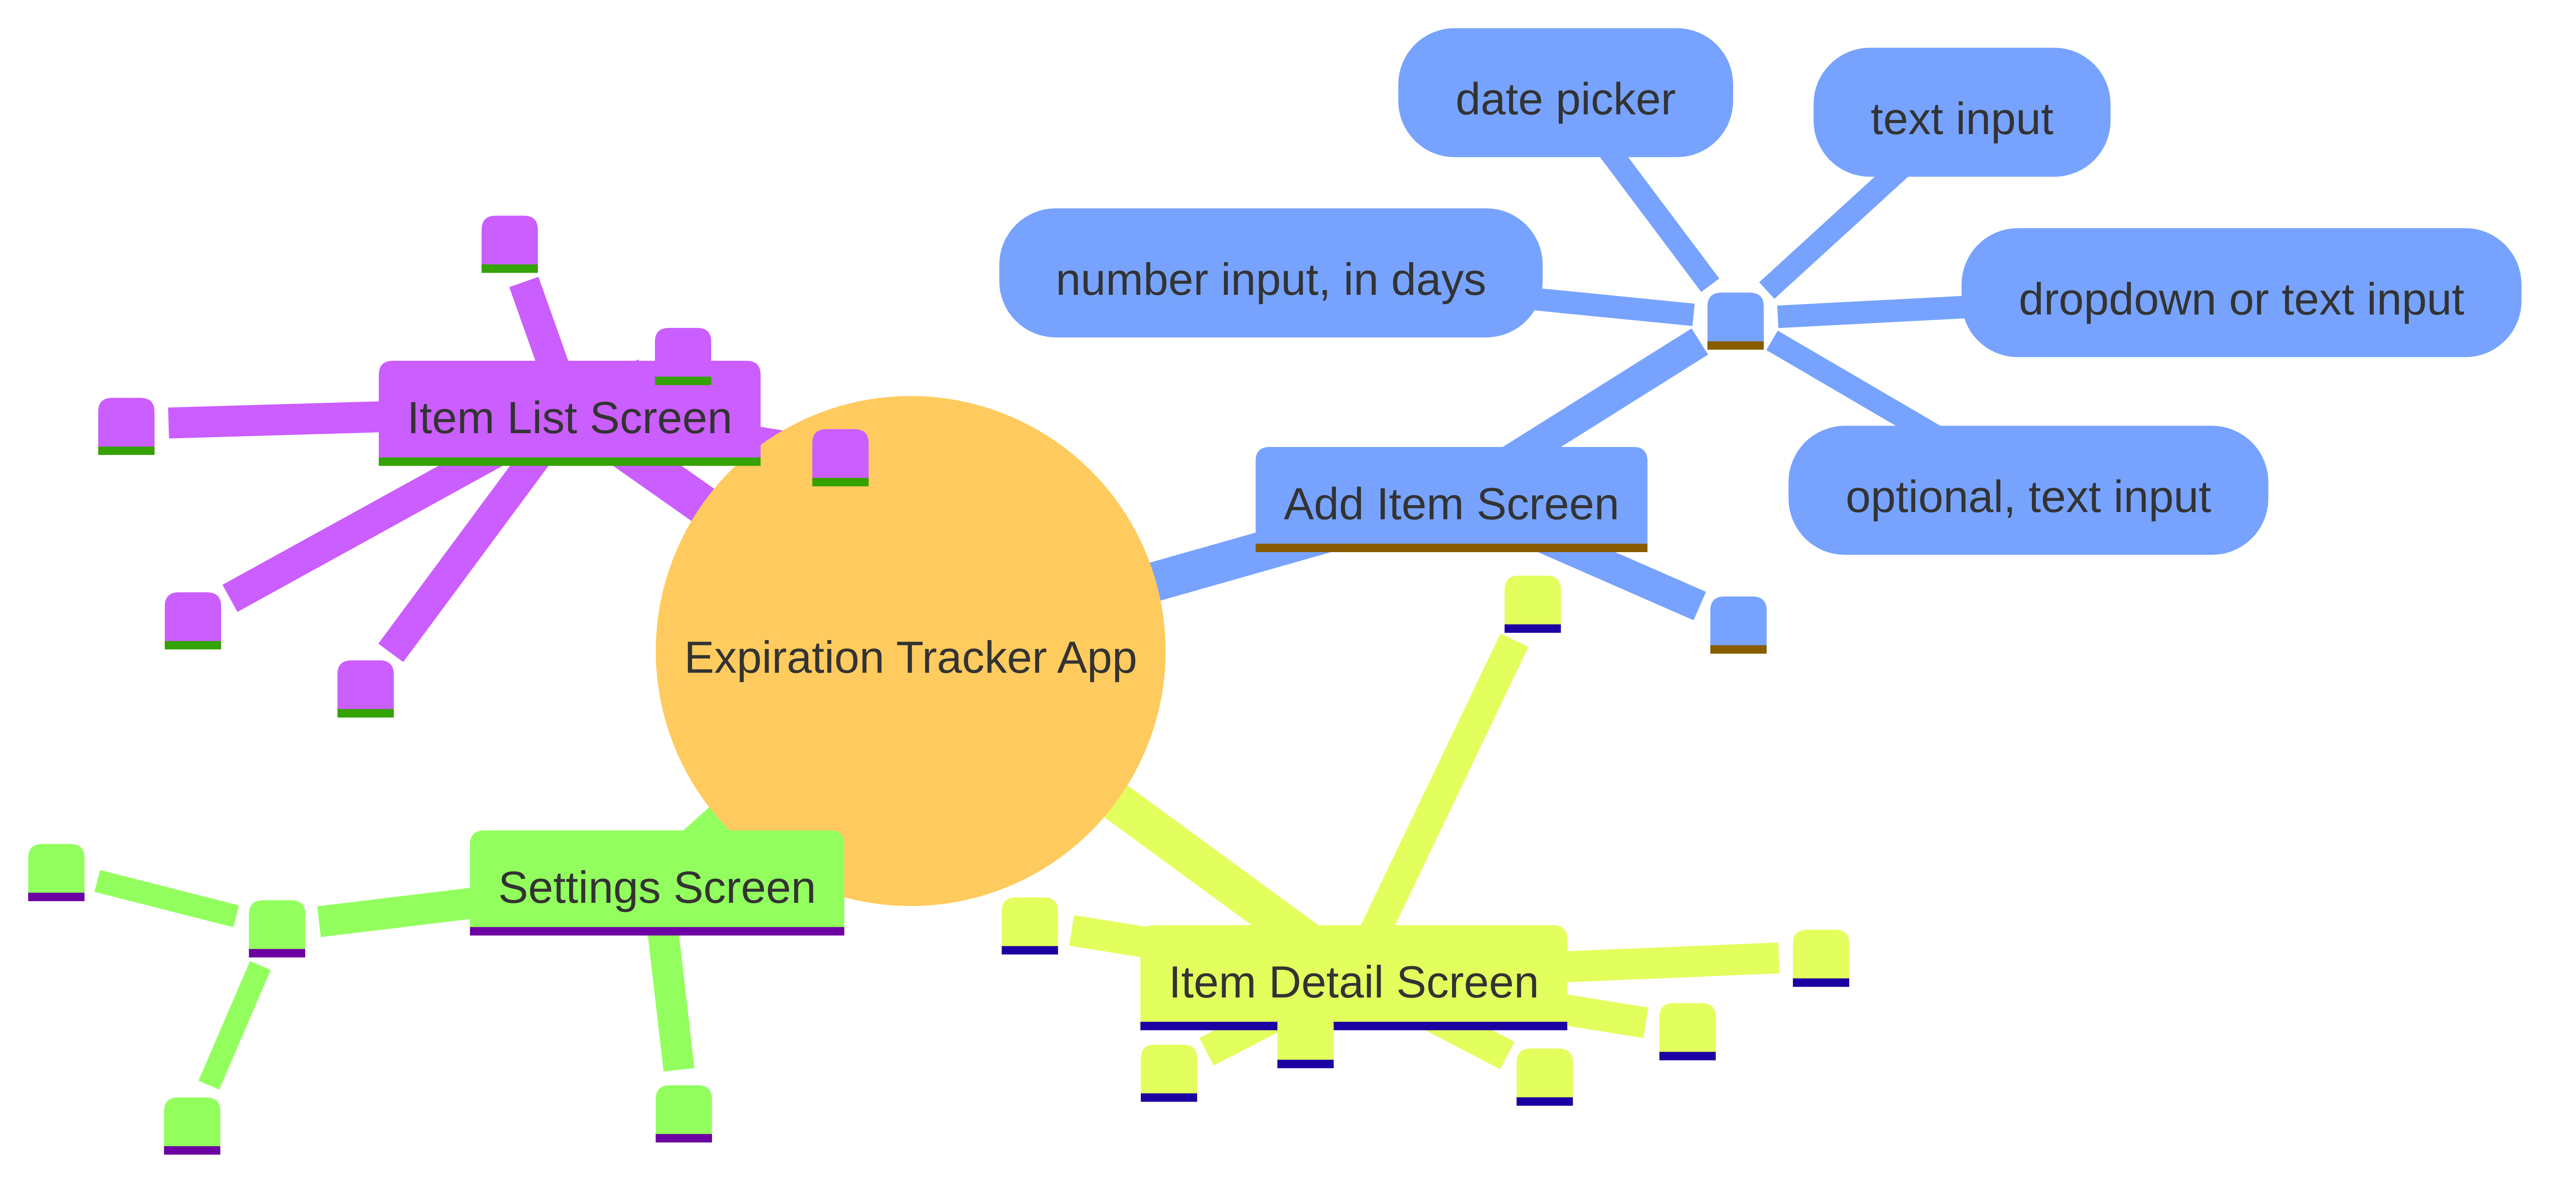 date picker
text input
number input, in days
dropdown or text input
Item List Screen
Add Item Screen
optional, text input
Expiration Tracker App
Settings Screen
Item Detail Screen